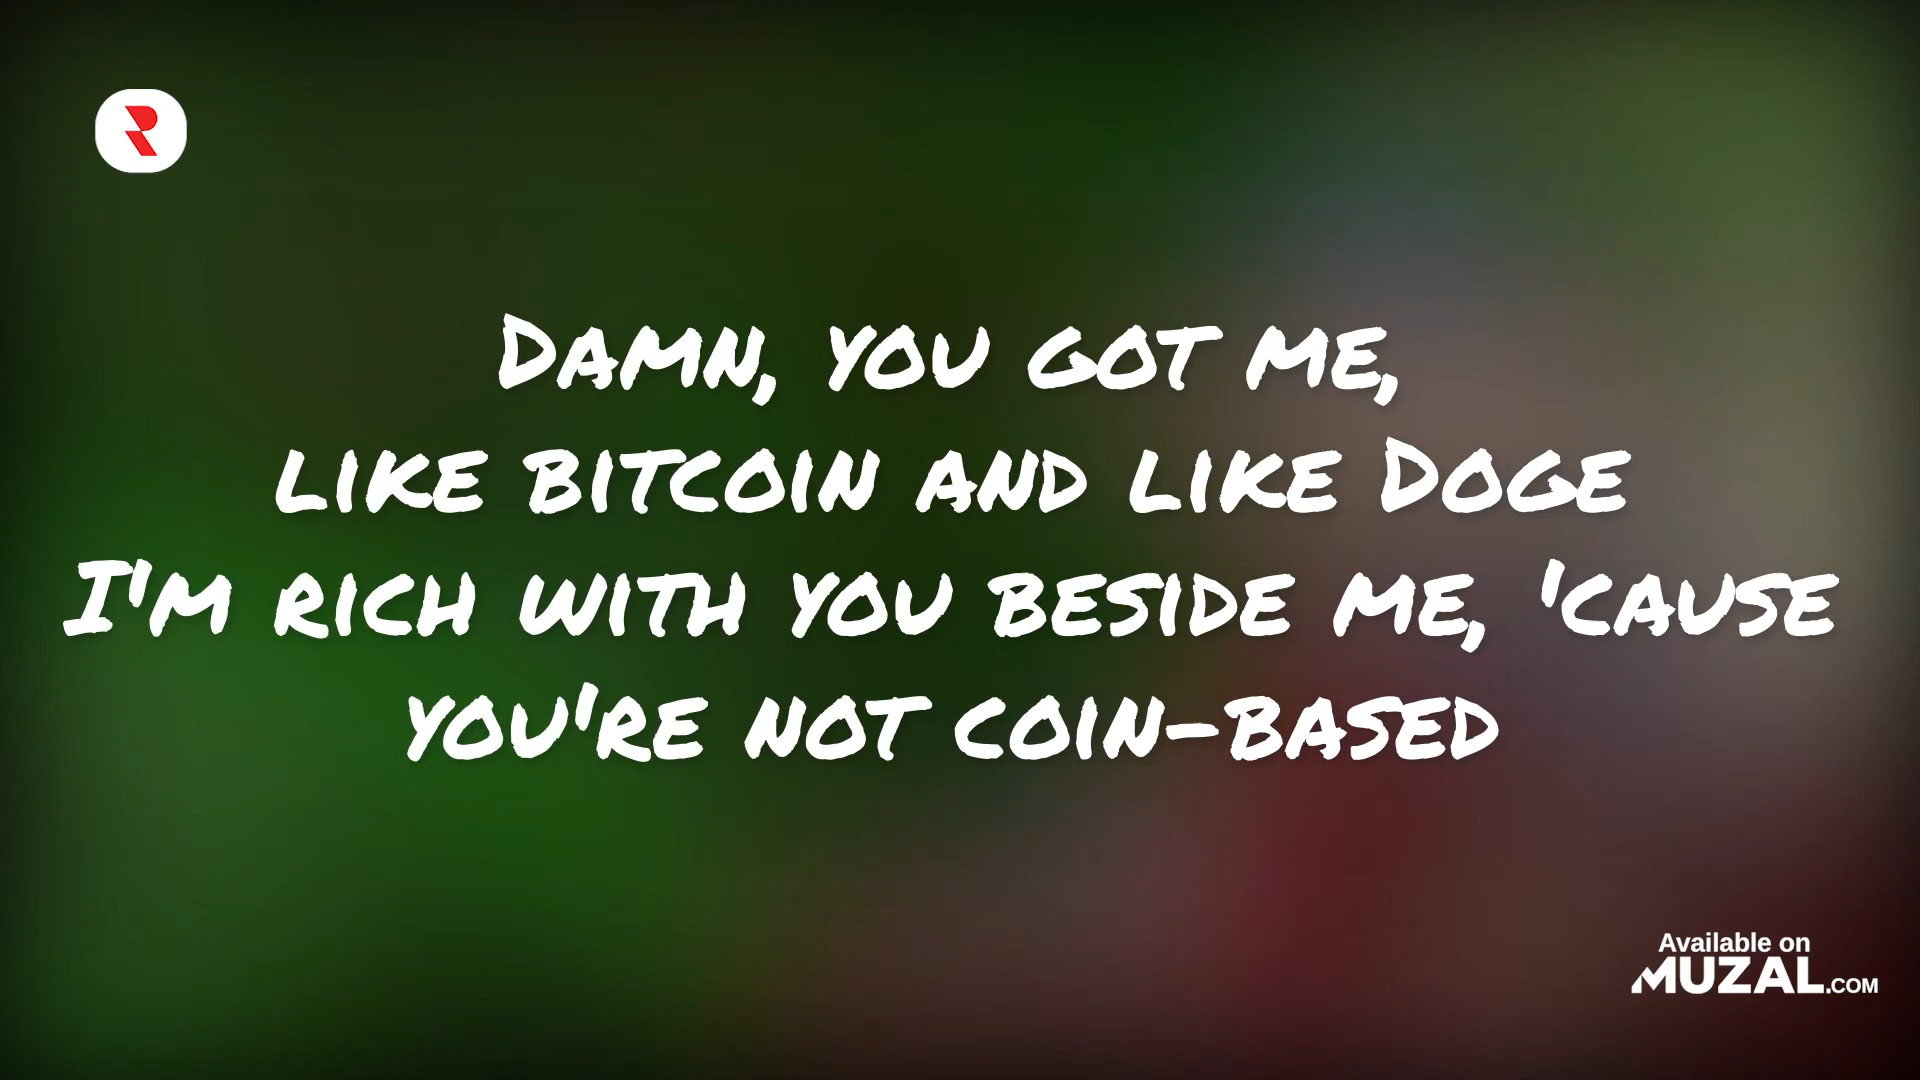 R
Damn, you got me,
like bitcoin and like Doge
I'm rich with you beside me, 'cause
you're not coin-based
Available on
MUZAL.COM